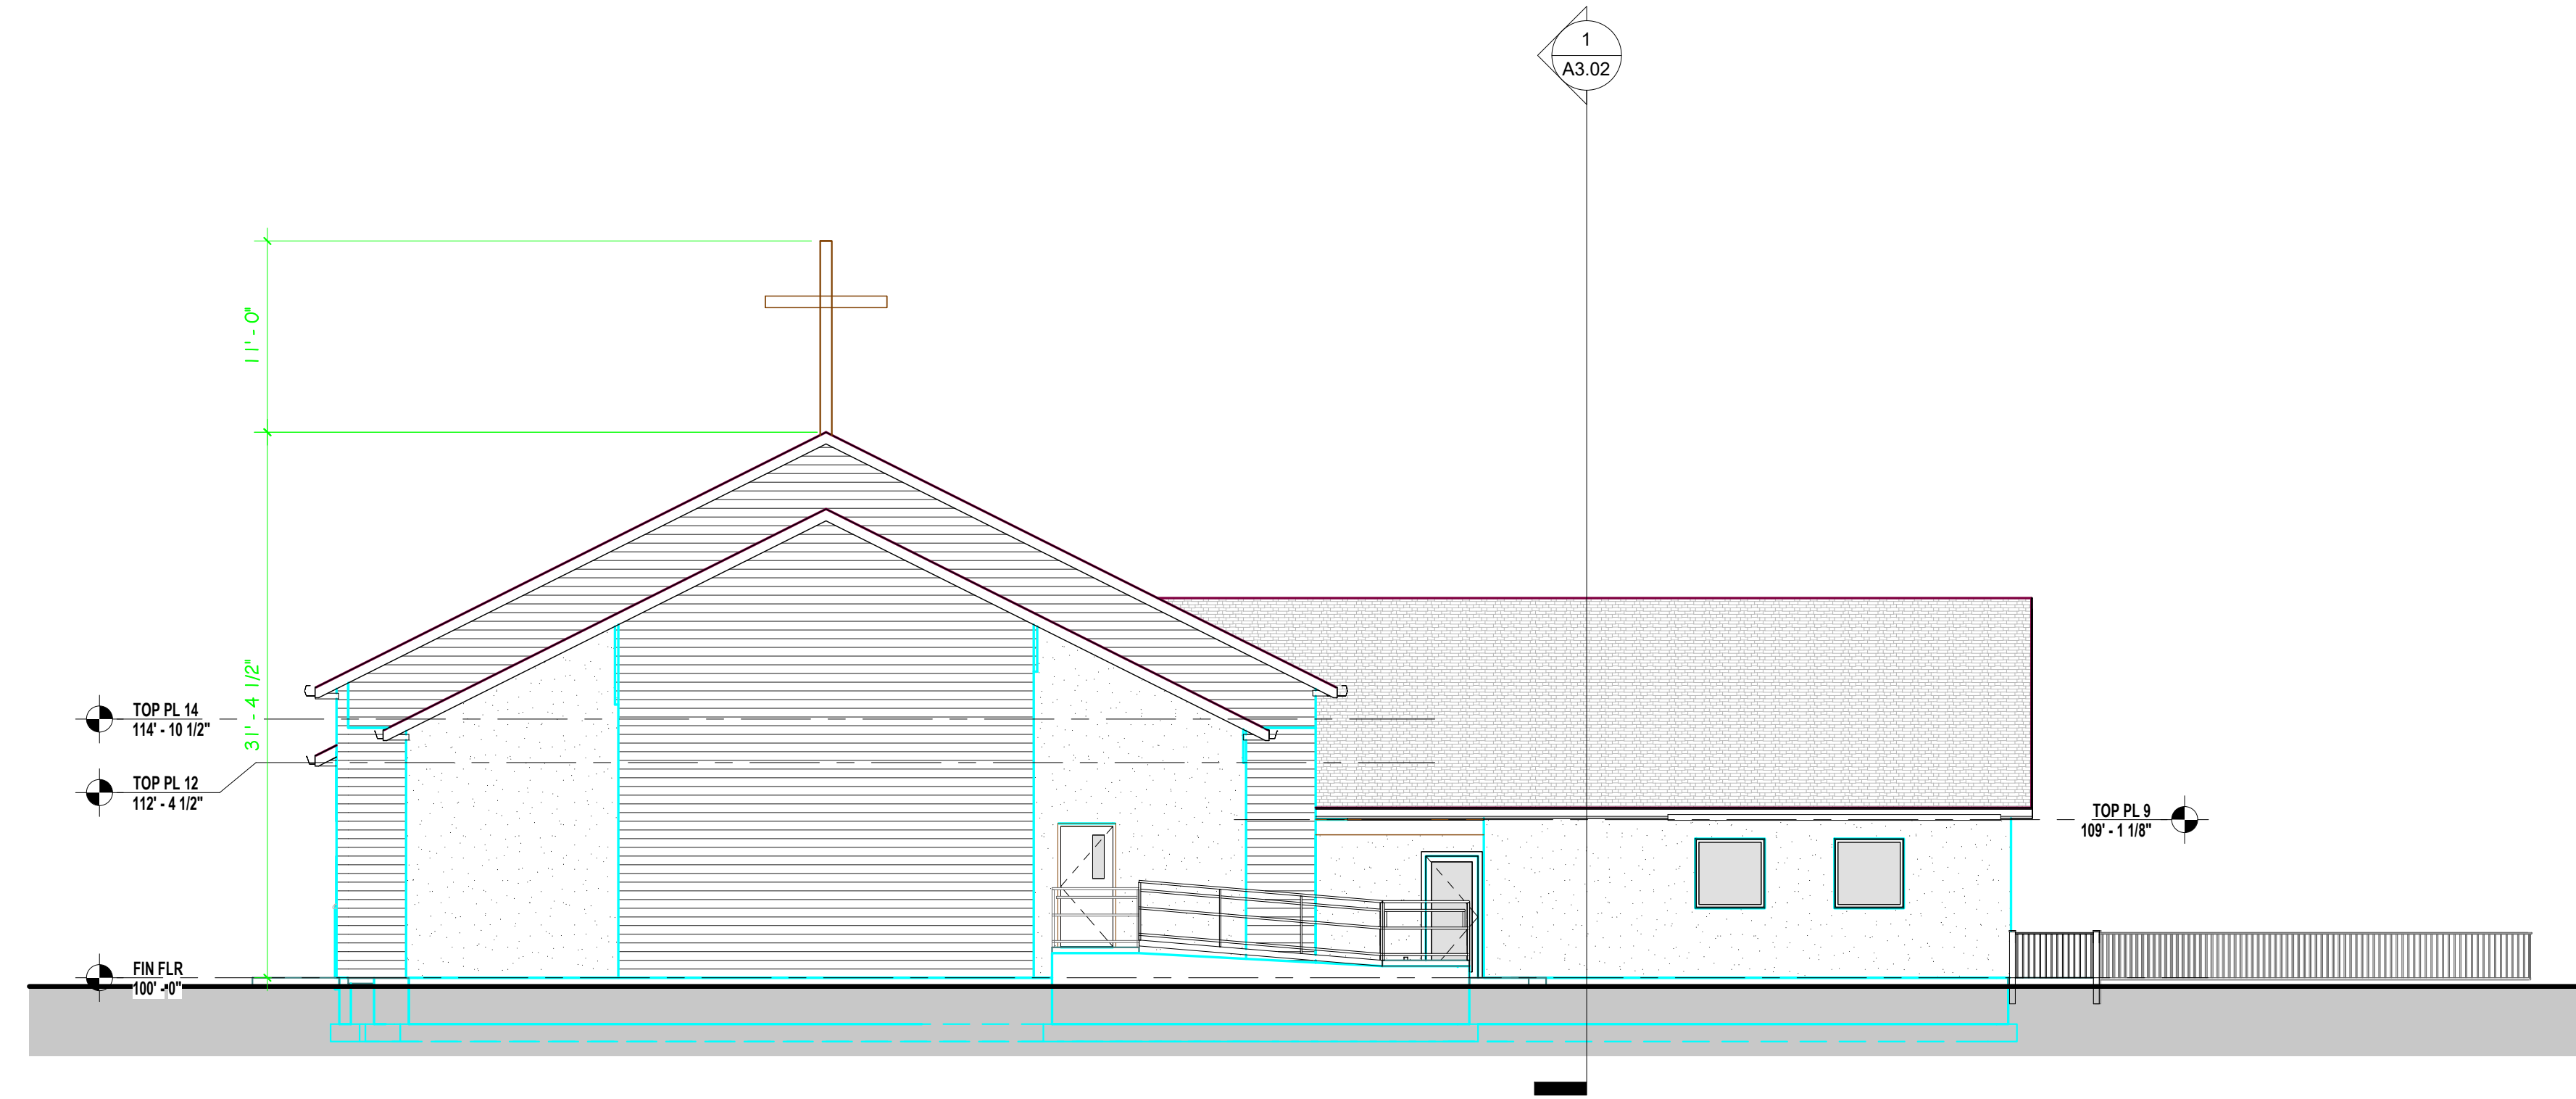 1
A3.02
11' - 0"
31' - 4 1/2"
TOP PL 14
114' - 10 1/2"
TOP PL 12
112' - 4 1/2"
TOP PL 9
109' - 1 1/8"
FIN FLR
100' - 0"